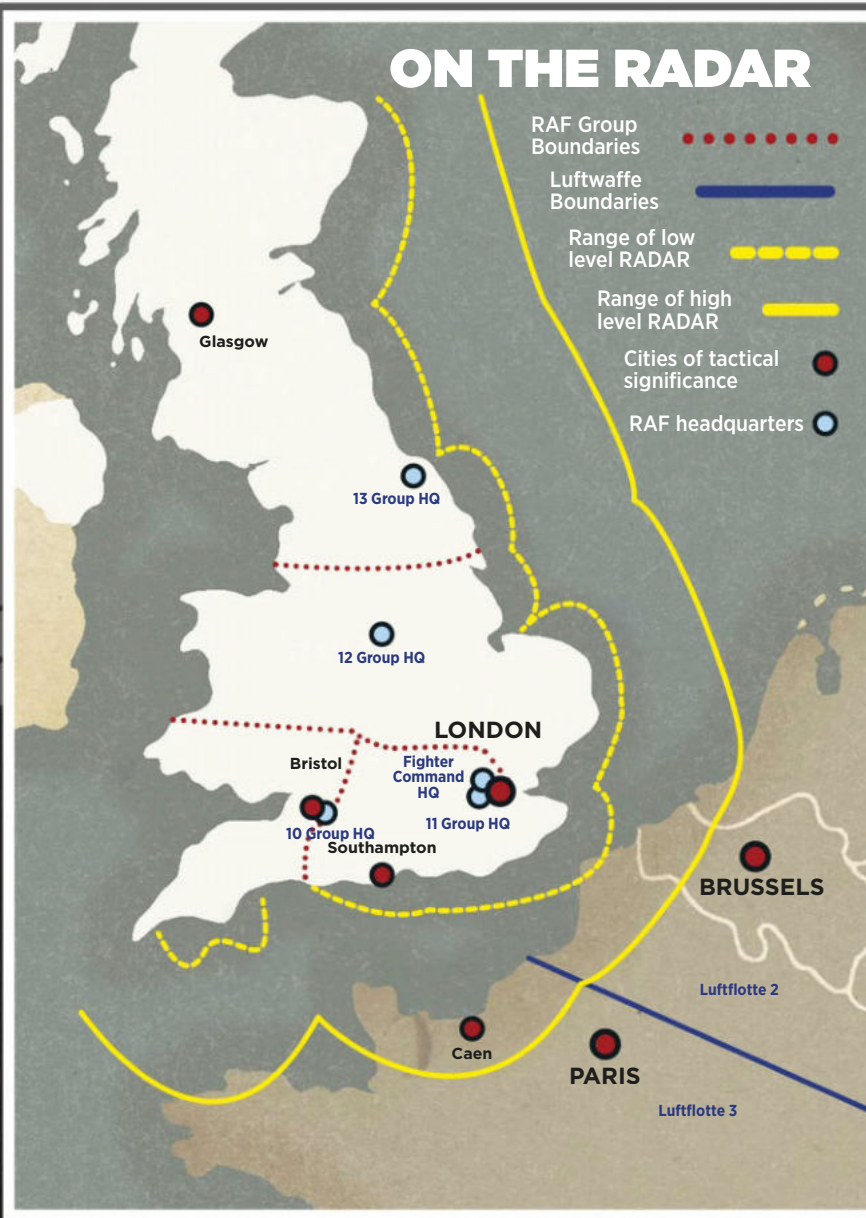 ON THE RADAR
RAF Group
Boundaries
Luftwaffe
Boundaries
Range of low
level RADAR
Range of high
level RADAR
Cities of tactical
significance
RAF headquarters
Glasgow
13 Group HQ
12 Group HQ
LONDON
Bristol
Fighter
Command
HQ
11 Group HQ
10 Group HQ
Southampton
BRUSSELS
Luftflotte 2
Caen
PARIS
Luftflotte 3